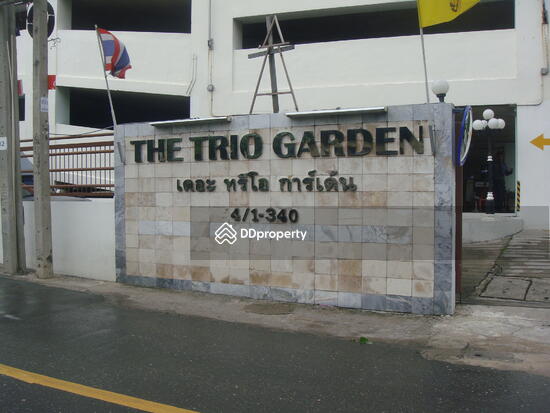 THE TRIO GARDEN
เดอะ ทรีโอ การ์เด้น
4/1-340
DDproperty